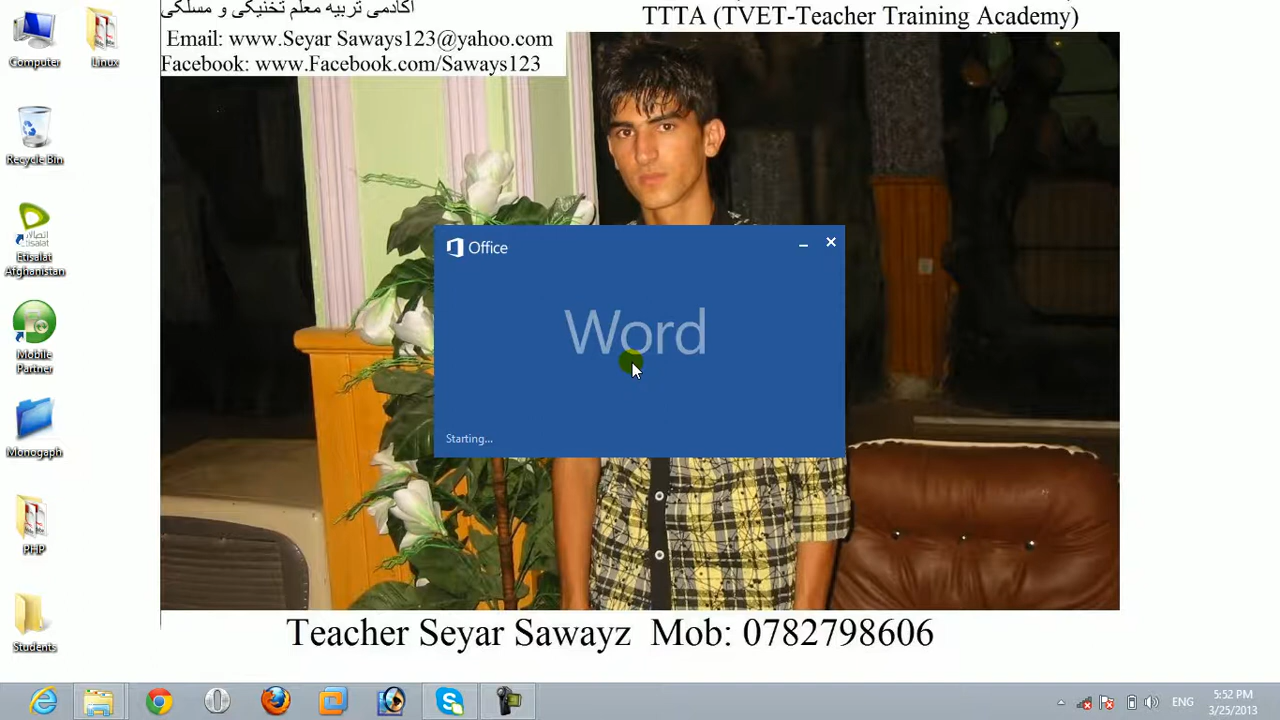 اکادمی تربیه معلم تخنیکی و مسلکی
TTTA (TVET-Teacher Training Academy)
Email: www.Seyar Saways123@yahoo.com
Facebook: www.Facebook.com/Saways123
Computer
Linux
Recycle Bin
اتصالات
etisalat
Etisalat
Afghanistan
Mobile
Partner
Monogaph
PHP
Students
Office
Word
Starting...
Teacher Seyar Sawayz Mob: 0782798606
ENG
5:52 PM
3/25/2013